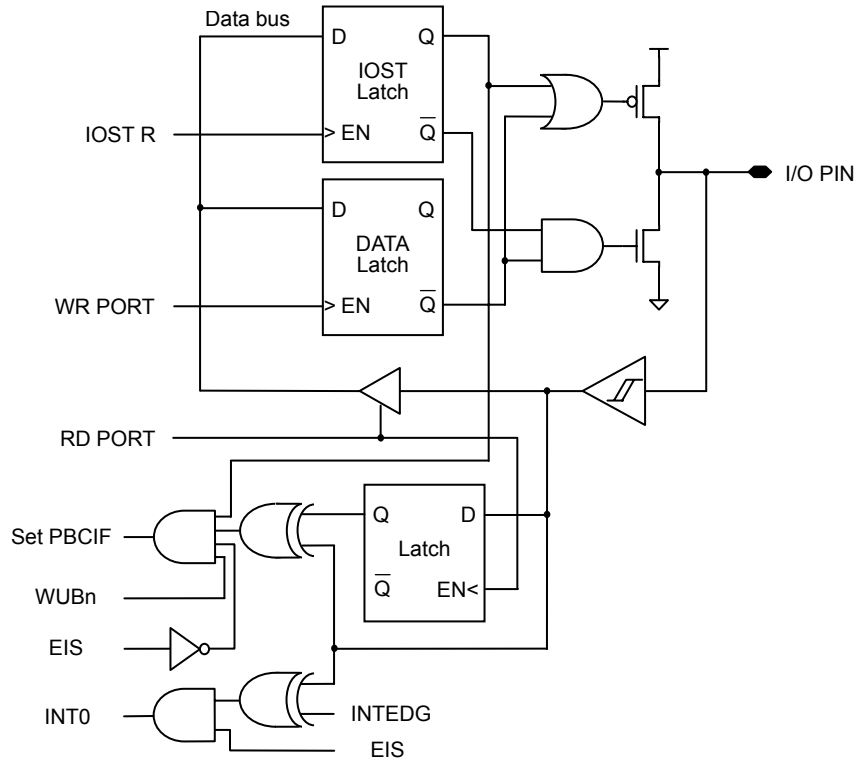 Data bus
D Q
IOST
Latch
IOST R
> EN Q
I/O PIN
D Q
DATA
Latch
WR PORT
> EN Q
RD PORT
Set PBCIF
Q D
Latch
Q EN<
WUBn
EIS
INT0
INTEDG
EIS